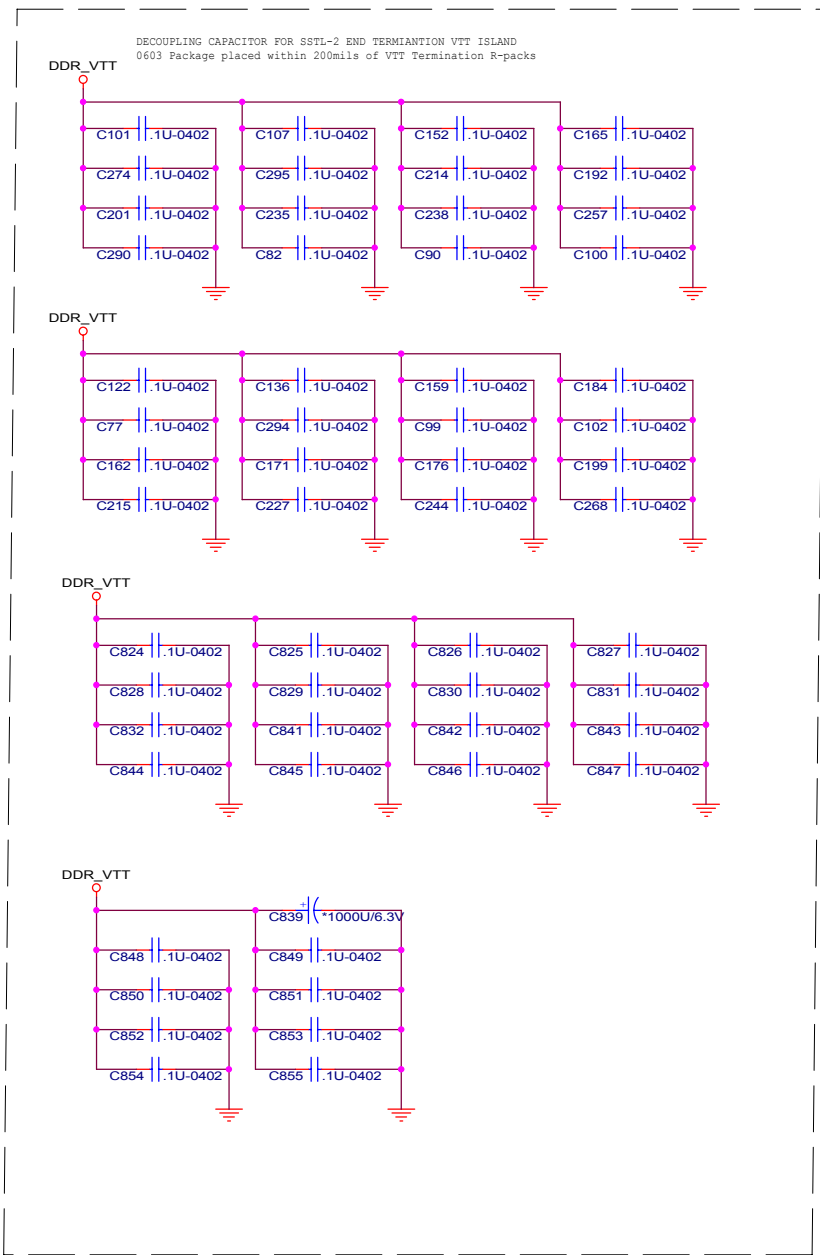 DECOUPLING CAPACITOR FOR SSTL-2 END TERMIANTION VTT ISLAND
0603 Package placed within 200mils of VTT Termination R-packs
DDR_VTT
C101 .1U-0402 C107 .1U-0402 C152 .1U-0402 C165 .1U-0402
C274 .1U-0402 C295 .1U-0402 C214 .1U-0402 C192 .1U-0402
C201 .1U-0402 C235 .1U-0402 C238 .1U-0402 C257 .1U-0402
C290 .1U-0402 C82 .1U-0402 C90 .1U-0402 C100 .1U-0402
DDR_VTT
C122 .1U-0402 C136 .1U-0402 C159 .1U-0402 C184 .1U-0402
C77 .1U-0402 C294 .1U-0402 C99 .1U-0402 C102 .1U-0402
C162 .1U-0402 C171 .1U-0402 C176 .1U-0402 C199 .1U-0402
C215 .1U-0402 C227 .1U-0402 C244 .1U-0402 C268 .1U-0402
DDR_VTT
C824 .1U-0402 C825 .1U-0402 C826 .1U-0402 C827 .1U-0402
C828 .1U-0402 C829 .1U-0402 C830 .1U-0402 C831 .1U-0402
C832 .1U-0402 C841 .1U-0402 C842 .1U-0402 C843 .1U-0402
C844 .1U-0402 C845 .1U-0402 C846 .1U-0402 C847 .1U-0402
DDR_VTT
C839 + *1000U/6.3V
C848 .1U-0402 C849 .1U-0402
C850 .1U-0402 C851 .1U-0402
C852 .1U-0402 C853 .1U-0402
C854 .1U-0402 C855 .1U-0402